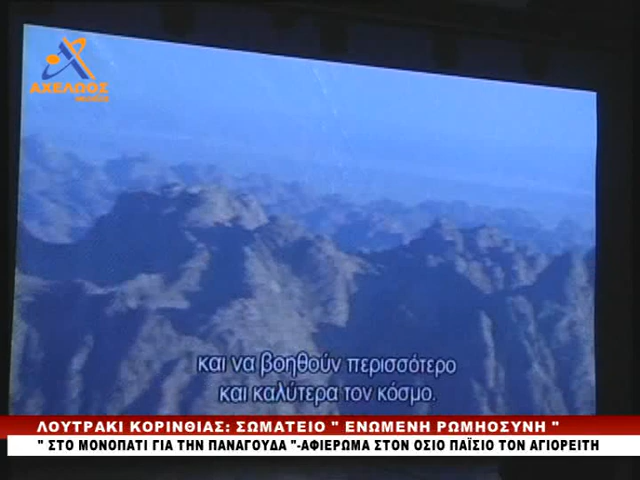 ΑΧΕΛΩΟΣ
και να βοηθούν περισσότερο
και καλύτερα τον κόσμο.
ΛΟΥΤΡΑΚΙ ΚΟΡΙΝΘΙΑΣ: ΣΩΜΑΤΕΙΟ " ΕΝΩΜΕΝΗ ΡΩΜΗΟΣΥΝΗ "
" ΣΤΟ ΜΟΝΟΠΑΤΙ ΓΙΑ ΤΗΝ ΠΑΝΑΓΟΥΔΑ "-ΑΦΙΕΡΩΜΑ ΣΤΟΝ ΟΣΙΟ ΠΑΪΣΙΟ ΤΟΝ ΑΓΙΟΡΕΙΤΗ